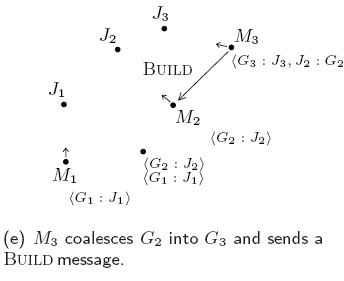 J3
J2
M3
BUILD
⟨G3 : J3, J2 : G2
J1
M2
⟨G2 : J2⟩
⟨G2 : J2⟩
⟨G1 : J1⟩
M1
⟨G1 : J1⟩
(e) M3 coalesces G2 into G3 and sends a
BUILD message.